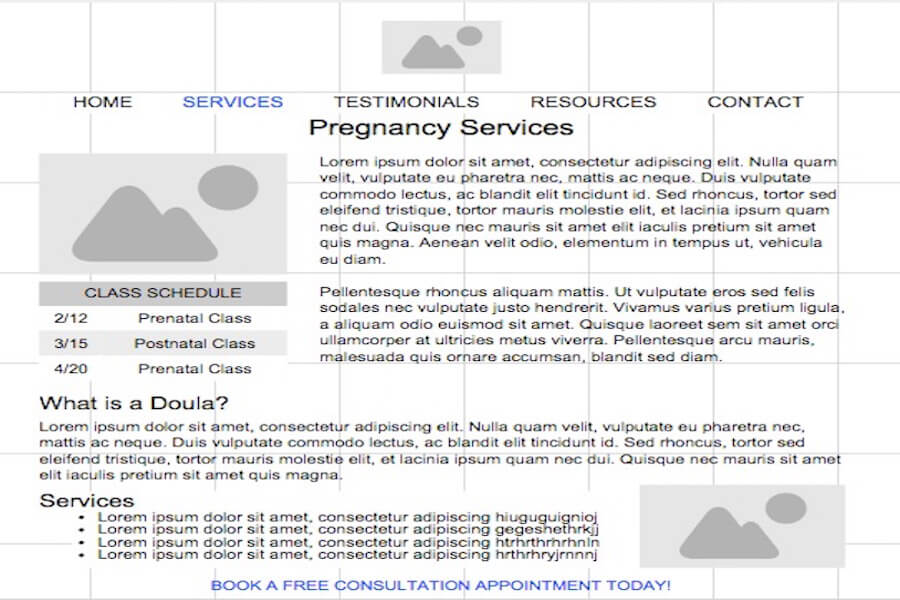 HOME SERVICES TESTIMONIALS RESOURCES CONTACT
Pregnancy Services
Lorem ipsum dolor sit amet, consectetur adipiscing elit. Nulla quam
velit, vulputate eu pharetra nec, mattis ac neque. Duis vulputate
commodo lectus, ac blandit elit tincidunt id. Sed rhoncus, tortor sed
eleifend tristique, tortor mauris molestie elit, et lacinia ipsum quam
nec dui. Quisque nec mauris sit amet elit iaculis pretium sit amet
quis magna. Aenean velit odio, elementum in tempus ut, vehicula
eu diam.
Pellentesque rhoncus aliquam mattis. Ut vulputate eros sed felis
sodales nec vulputate justo hendrerit. Vivamus varius pretium ligula,
a aliquam odio euismod sit amet. Quisque laoreet sem sit amet orci
ullamcorper at ultricies metus viverra. Pellentesque arcu mauris,
malesuada quis ornare accumsan, blandit sed diam.
CLASS SCHEDULE
2/12 Prenatal Class
3/15 Postnatal Class
4/20 Prenatal Class
What is a Doula?
Lorem ipsum dolor sit amet, consectetur adipiscing elit. Nulla quam velit, vulputate eu pharetra nec,
mattis ac neque. Duis vulputate commodo lectus, ac blandit elit tincidunt id. Sed rhoncus, tortor sed
eleifend tristique, tortor mauris molestie elit, et lacinia ipsum quam nec dui. Quisque nec mauris sit amet
elit iaculis pretium sit amet quis magna.
Services
• Lorem ipsum dolor sit amet, consectetur adipiscing hiuguguignioj
• Lorem ipsum dolor sit amet, consectetur adipiscing gegeshethrkjj
• Lorem ipsum dolor sit amet, consectetur adipiscing htrhrthrhrhnln
• Lorem ipsum dolor sit amet, consectetur adipiscing hrthrhryjrnnnj
BOOK A FREE CONSULTATION APPOINTMENT TODAY!